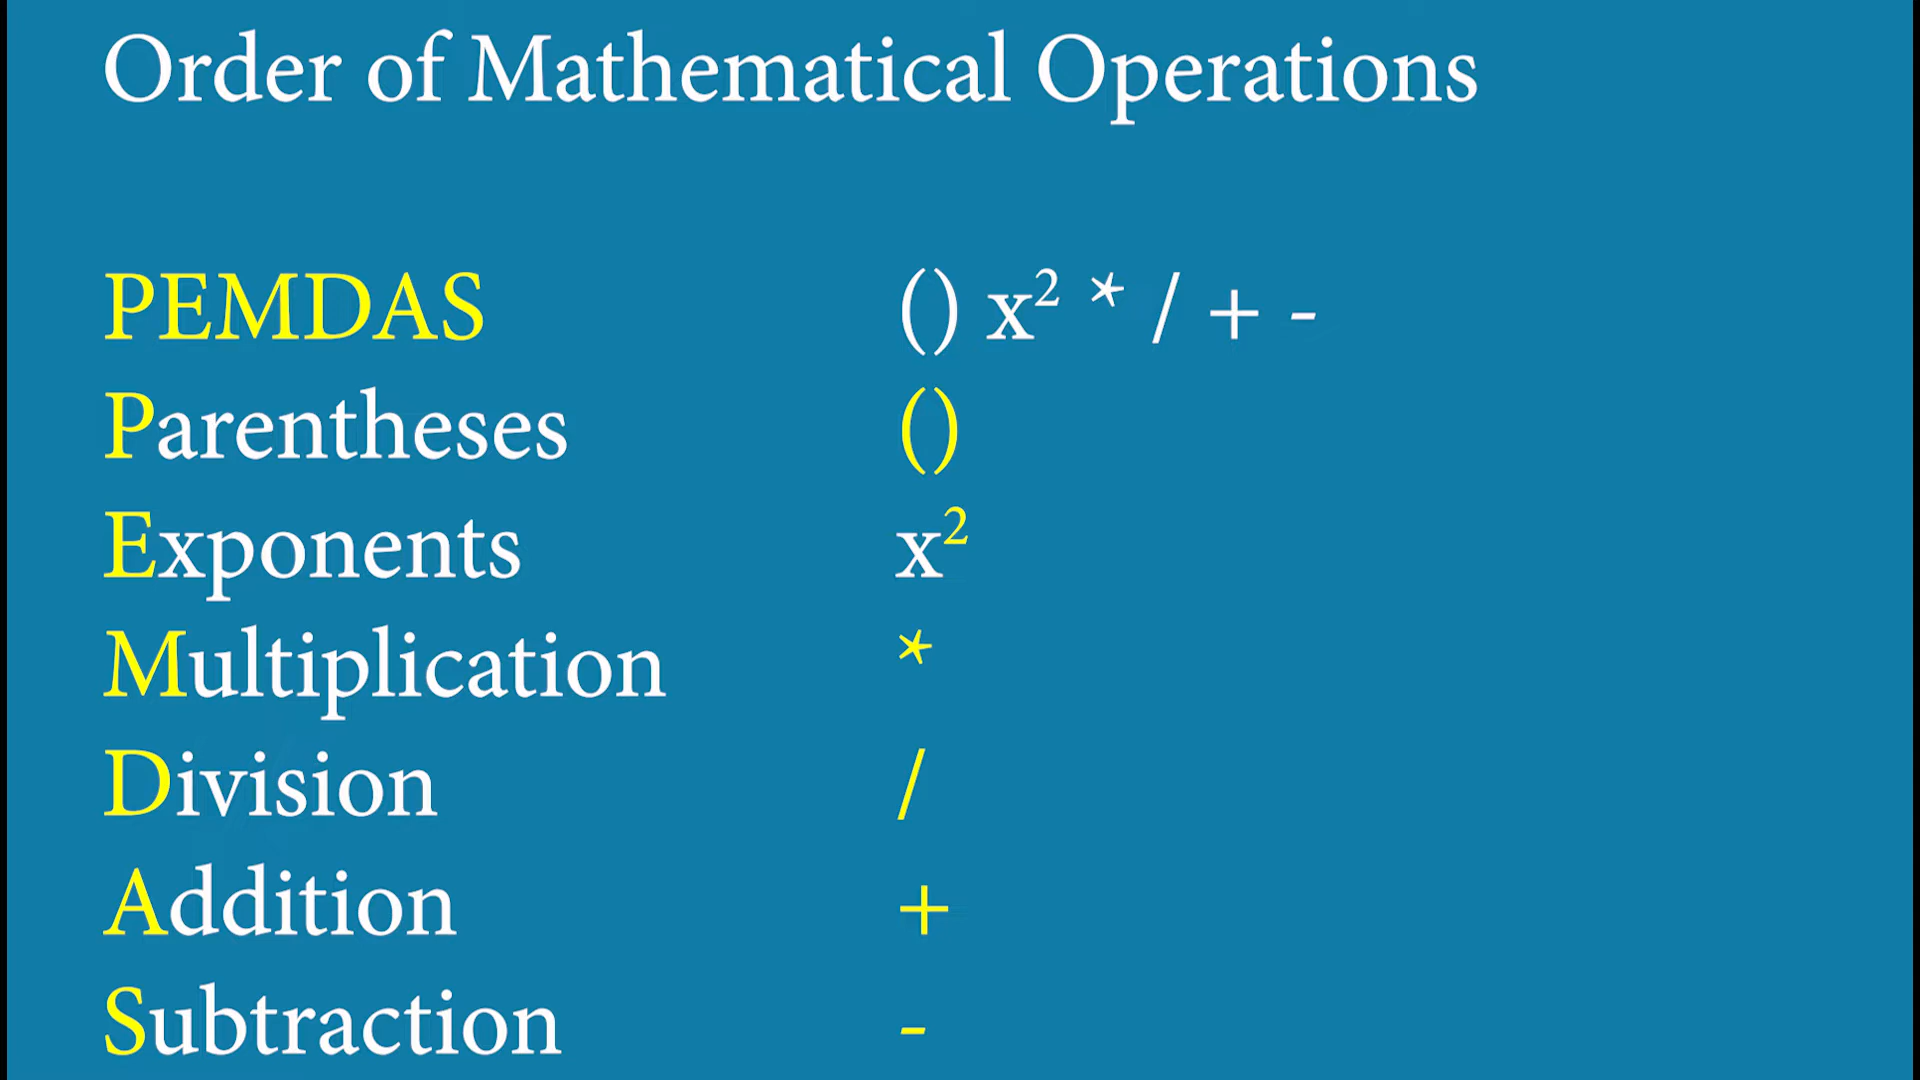 Order of Mathematical Operations
PEMDAS () x² * / + -
Parentheses ()
Exponents x²
Multiplication *
Division /
Addition +
Subtraction -